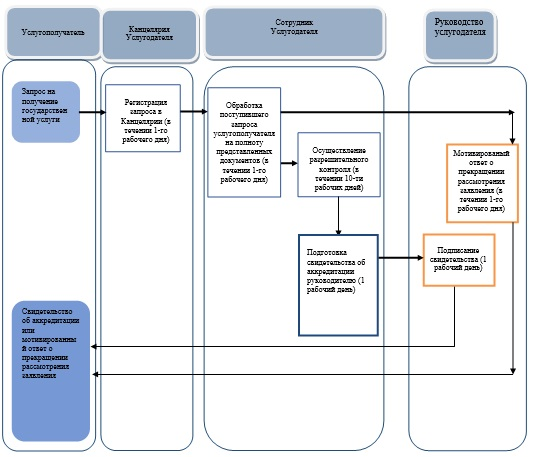 Услугополучатель
Канцелярия
Услугодателя
Сотрудник
Услугодателя
Руководство
услугодателя
Запрос на
получение
государствен
ной услуги
Регистрация
запроса в
Канцелярии (в
течении 1-го
рабочего дня)
Обработка
поступившего
запроса
услугополучателя
на полноту
представленных
документов (в
течении 1-го
рабочего дня)
Осуществление
разрешительного
контроля (в
течении 10-ти
рабочих дней)
Мотивированый
ответ о
прекращении
рассмотрения
заявления (в
течении 1-го
рабочего дня)
Подготовка
свидетельства об
аккредитации
руководителю (1
рабочий день)
Подписание
свидетельства (1
рабочий день)
Свидетельство
об аккредитации
или
мотивированны
й ответ о
прекращении
рассмотрения
заявления